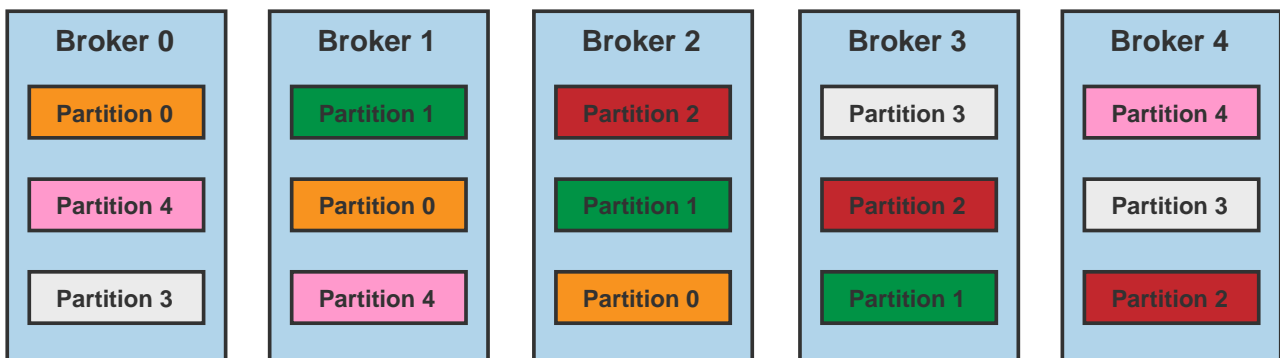 Broker 0
Partition 0
Partition 4
Partition 3
Broker 1
Partition 1
Partition 0
Partition 4
Broker 2
Partition 2
Partition 1
Partition 0
Broker 3
Partition 3
Partition 2
Partition 1
Broker 4
Partition 4
Partition 3
Partition 2